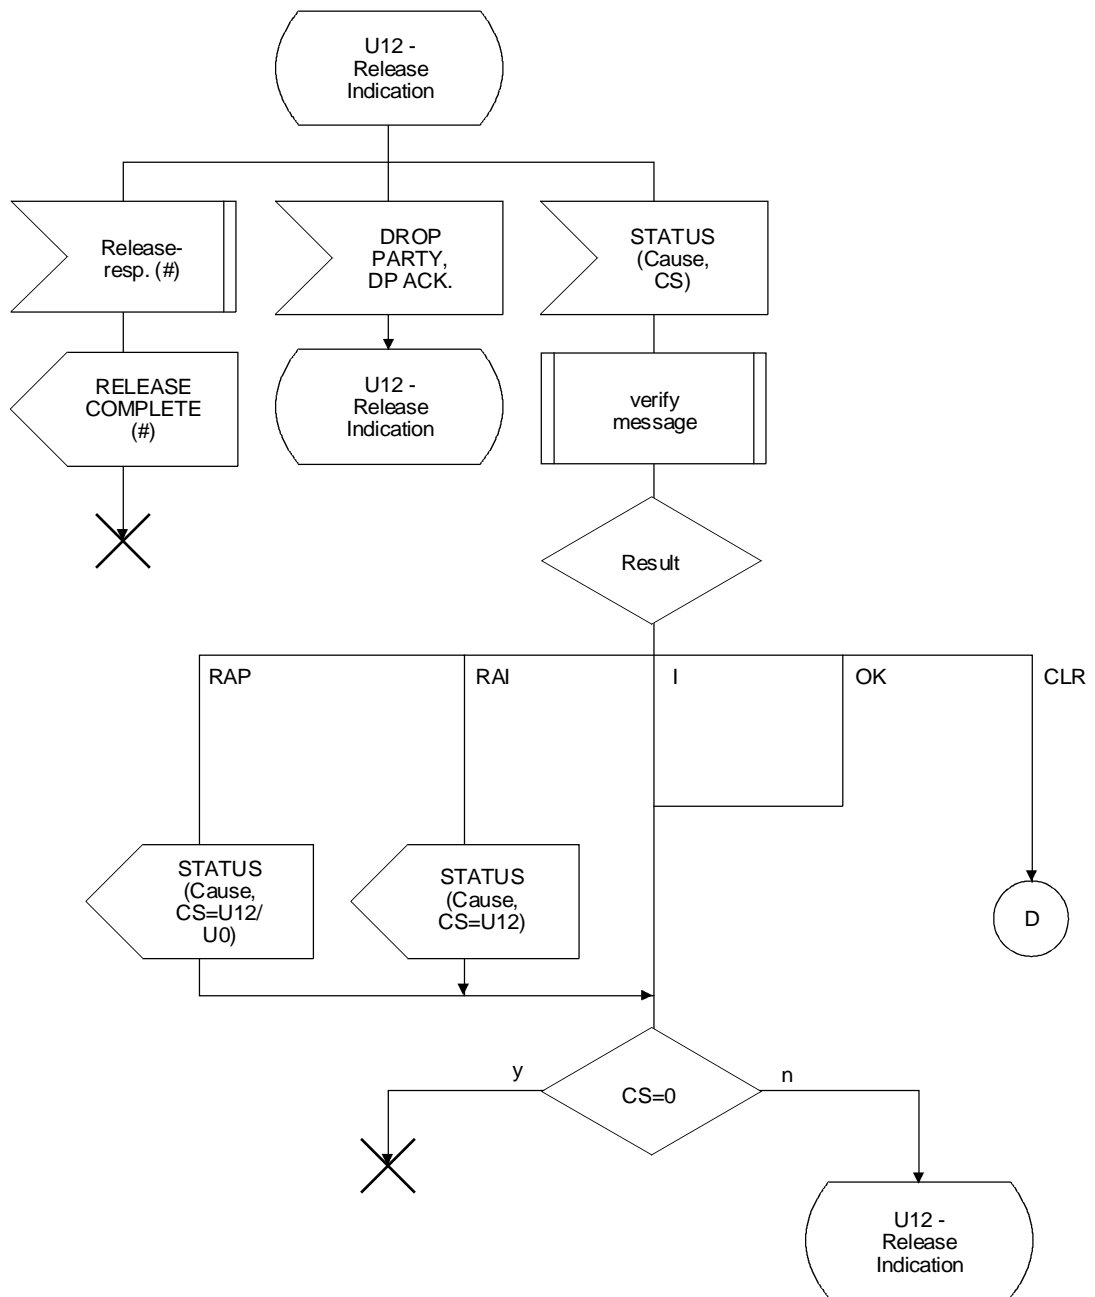 U12 -
Release
Indication
Release-
resp. (#)
DROP
PARTY,
DP ACK.
STATUS
(Cause,
CS)
RELEASE
COMPLETE
(#)
U12 -
Release
Indication
verify
message
Result
RAP
RAI
I
OK
CLR
STATUS
(Cause,
CS=U12/
U0)
STATUS
(Cause,
CS=U12)
D
y
CS=0
n
U12 -
Release
Indication